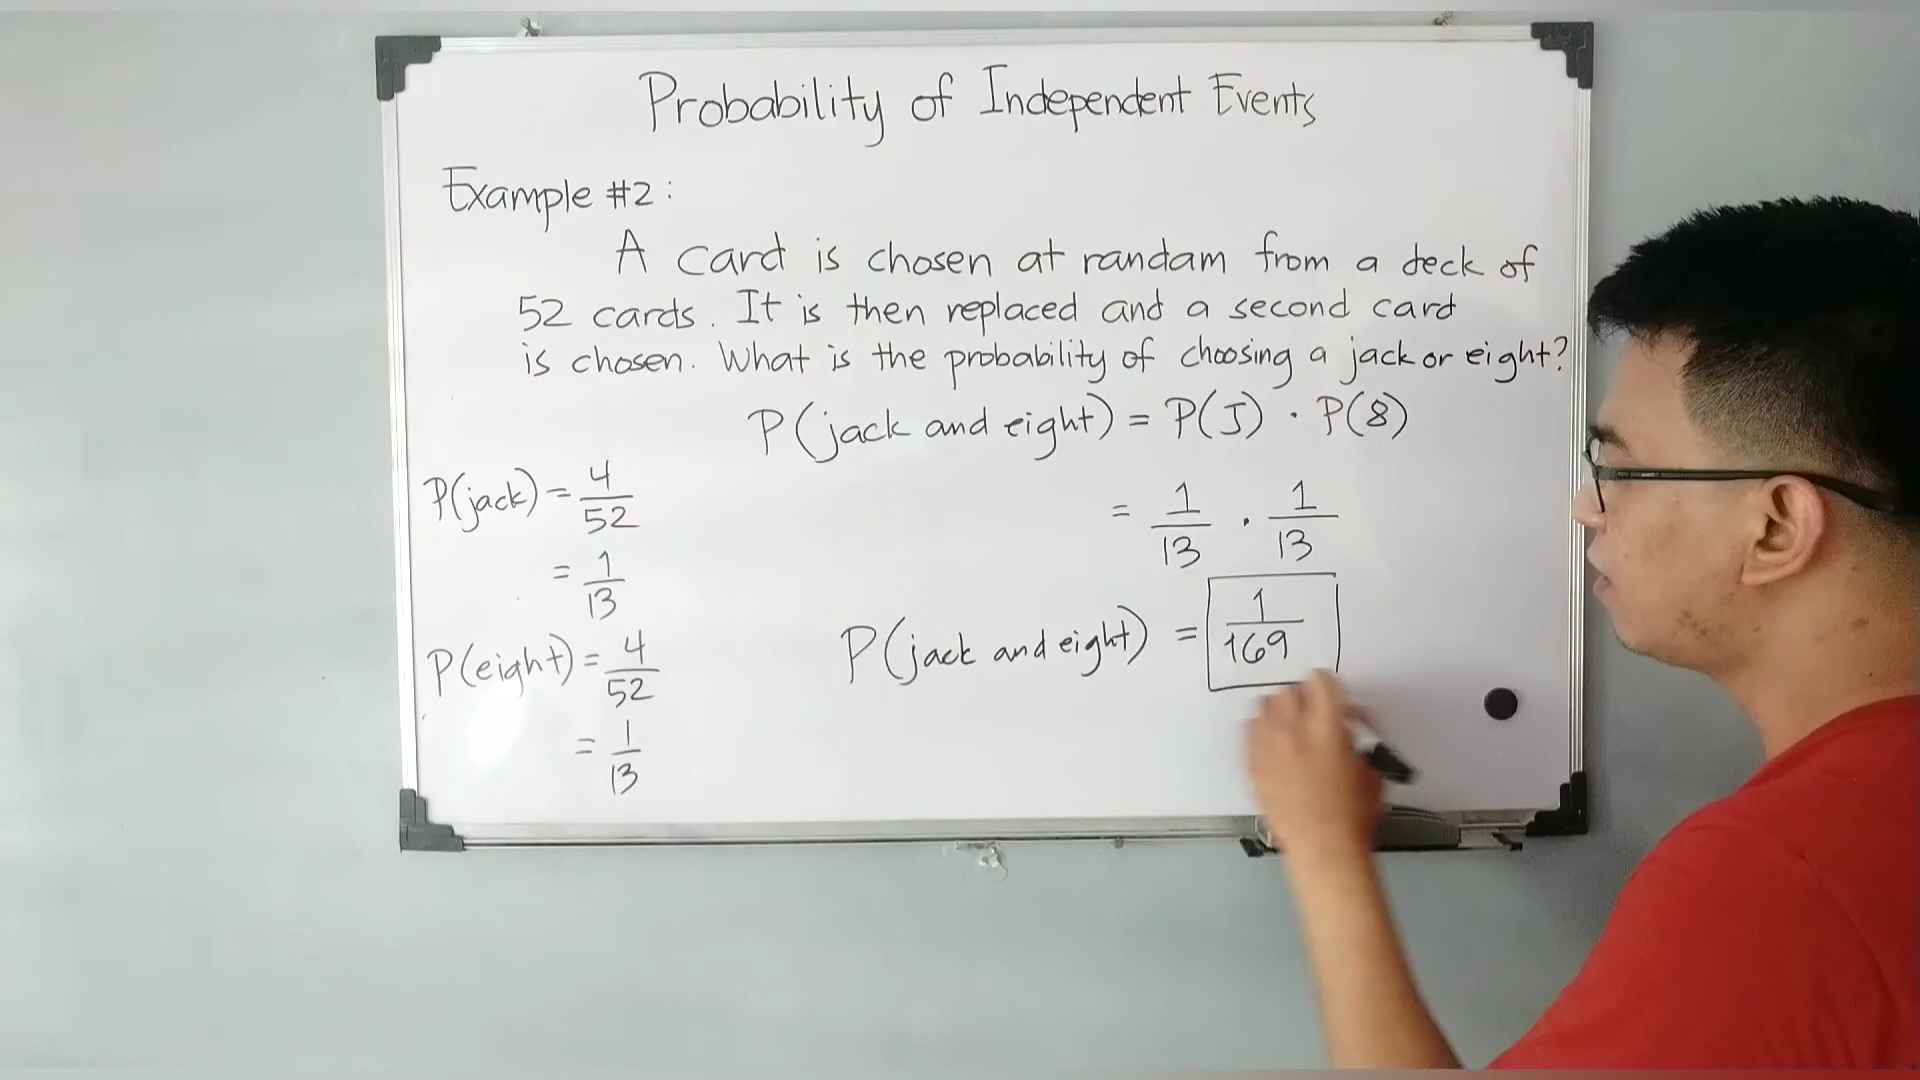 Probability of Independent Events
Example #2:
A card is chosen at randam from a deck of
52 cards. It is then replaced and a second card
is chosen. What is the probability of choosing a jack or eight?
P(jack and eight) = P(J) · P(8)
= 1/13 · 1/13
P(jack and eight) = 1/169
P(jack) = 4/52
= 1/13
P(eight) = 4/52
= 1/13